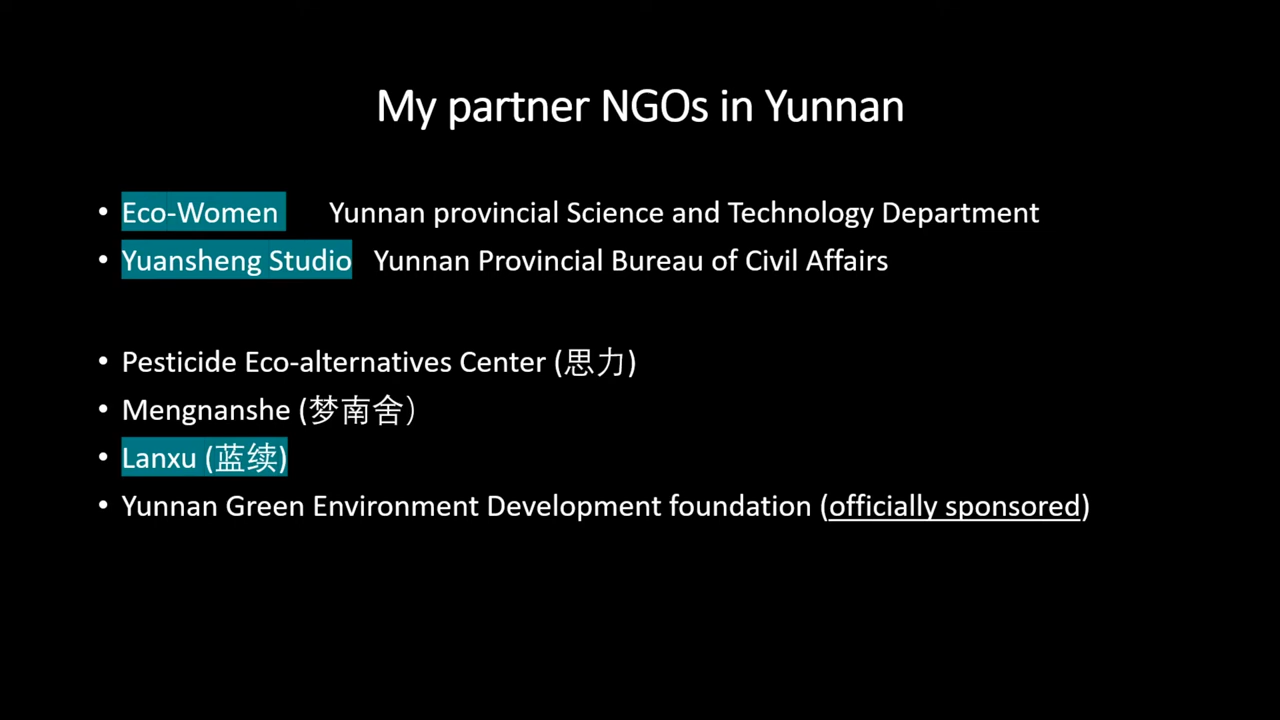 My partner NGOs in Yunnan
• Eco-Women Yunnan provincial Science and Technology Department
• Yuansheng Studio Yunnan Provincial Bureau of Civil Affairs
• Pesticide Eco-alternatives Center (思力)
• Mengnanshe (梦南舍）
• Lanxu (蓝续)
• Yunnan Green Environment Development foundation (officially sponsored)